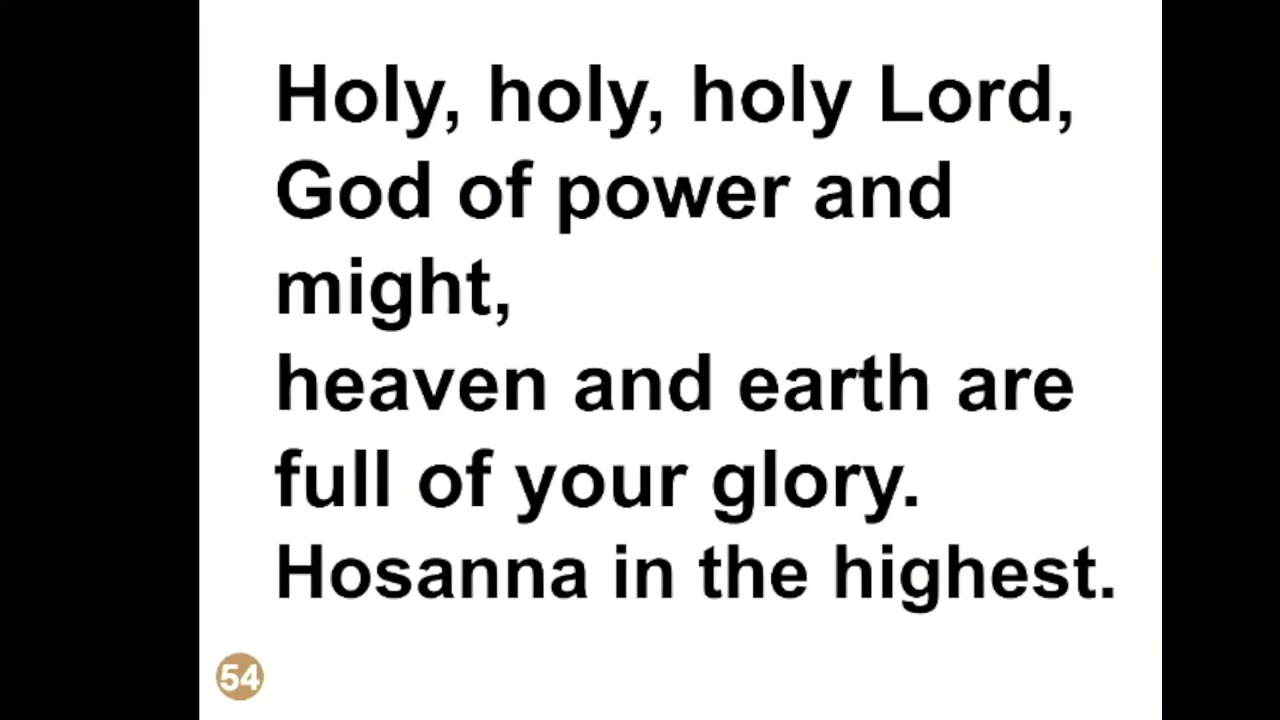 Holy, holy, holy Lord,
God of power and
might,
heaven and earth are
full of your glory.
Hosanna in the highest.
54